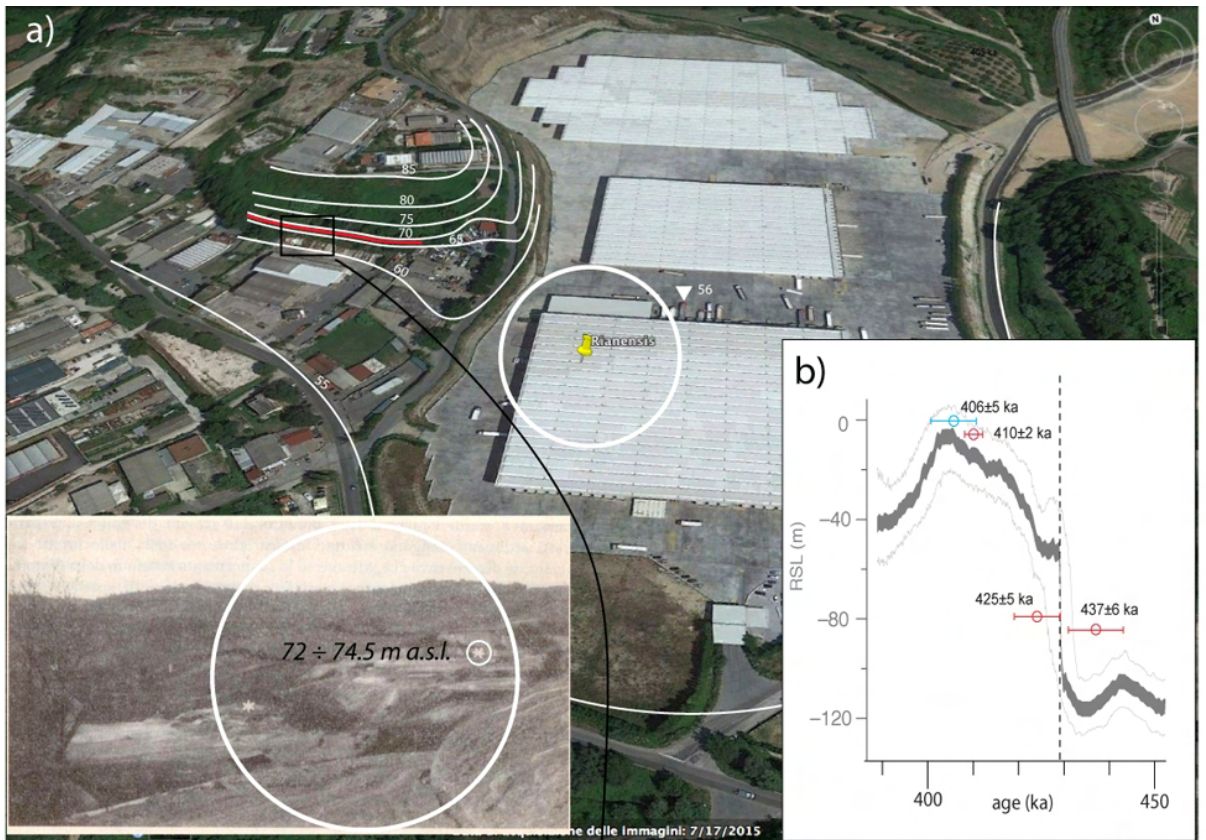 a)
N
85
80
75
70
65
60
55
56
Rianensis
72 ÷ 74.5 m a.s.l.
delle immagini: 7/17/2015
b)
RSL (m)
0
−40
−80
−120
406±5 ka
410±2 ka
425±5 ka
437±6 ka
400
450
age (ka)